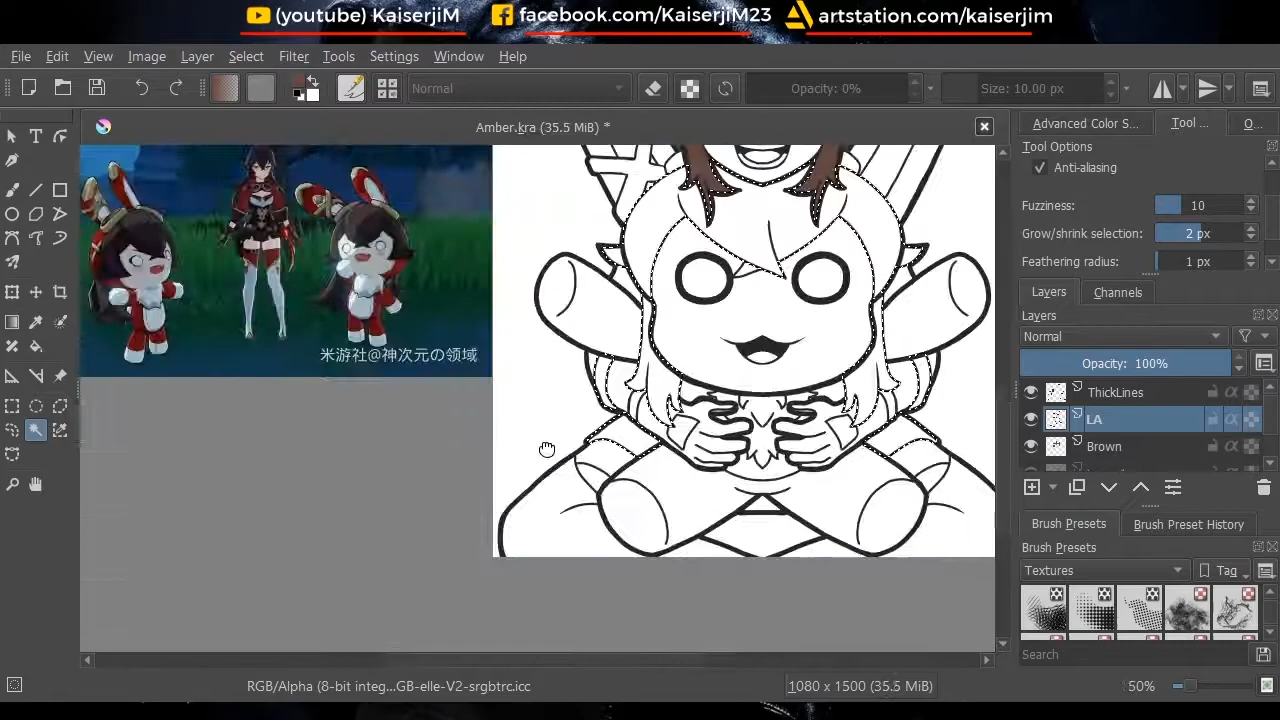 (youtube) KaiserjiM facebook.com/KaiserjiM23 artstation.com/kaiserjim
File Edit View Image Layer Select Filter Tools Settings Window Help
Normal Opacity: 0% Size: 10.00 px
Amber.kra (35.5 MiB) *
米游社@神次元の领域
Advanced Color S... Tool ... O...
Tool Options
Anti-aliasing
Fuzziness: 10
Grow/shrink selection: 2 px
Feathering radius: 1 px
Layers Channels
Layers
Normal
Opacity: 100%
ThickLines
LA
Brown
Brush Presets Brush Preset History
Brush Presets
Textures Tag
Search
RGB/Alpha (8-bit integ...GB-elle-V2-srgbtrc.icc 1080 x 1500 (35.5 MiB) 50%